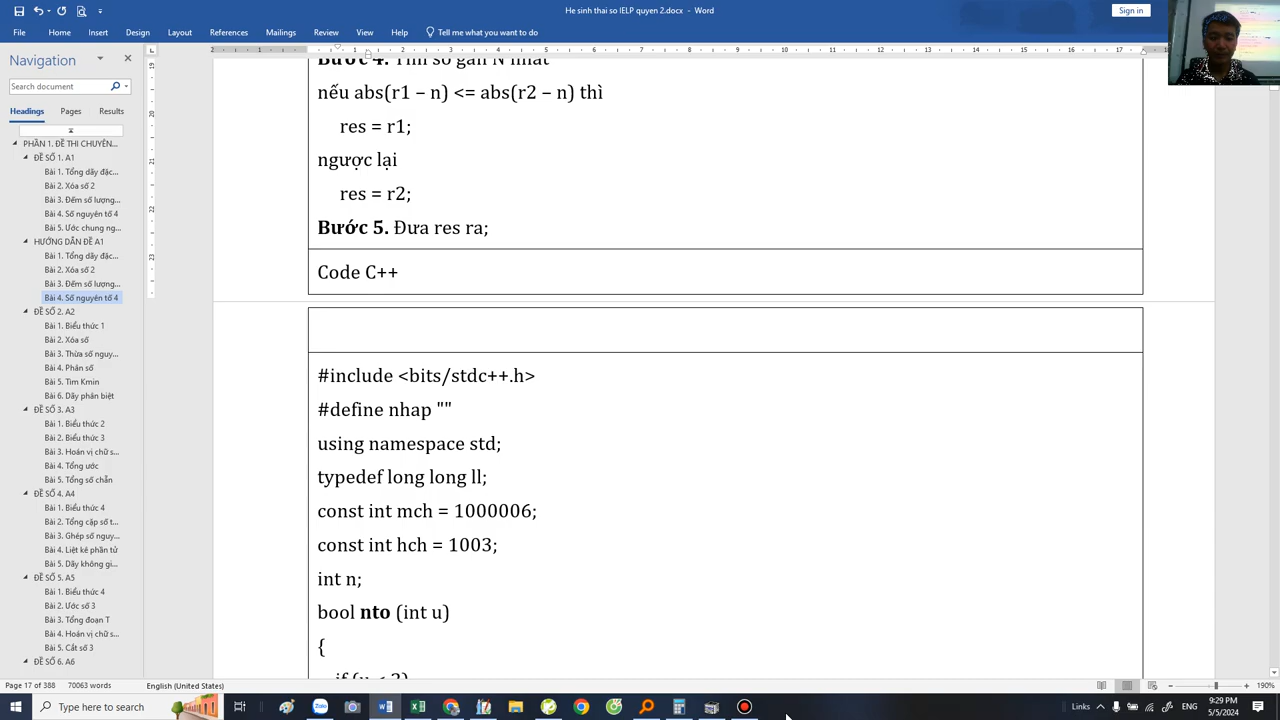 He sinh thai so IELP quyen 2.docx - Word
Sign in
File Home Insert Design Layout References Mailings Review View Help Tell me what you want to do
Navigation
Search document
Headings Pages Results
PHẦN 1. ĐỀ THI CHUYÊN...
ĐỀ SỐ 1. A1
Bài 1. Tổng dãy đặc...
Bài 2. Xóa số 2
Bài 3. Đếm số lượng...
Bài 4. Số nguyên tố 4
Bài 5. Ước chung ng...
HƯỚNG DẪN ĐỀ A1
Bài 1. Tổng dãy đặc...
Bài 2. Xóa số 2
Bài 3. Đếm số lượng...
Bài 4. Số nguyên tố 4
ĐỀ SỐ 2. A2
Bài 1. Biểu thức 1
Bài 2. Xóa số
Bài 3. Thừa số nguy...
Bài 4. Phân số
Bài 5. Tìm Kmin
Bài 6. Dãy phân biệt
ĐỀ SỐ 3. A3
Bài 1. Biểu thức 2
Bài 2. Biểu thức 3
Bài 3. Hoán vị chữ s...
Bài 4. Tổng ước
Bài 5. Tổng số chẵn
ĐỀ SỐ 4. A4
Bài 1. Biểu thức 4
Bài 2. Tổng cặp số t...
Bài 3. Ghép số nguy...
Bài 4. Liệt kê phần tử
Bài 5. Dãy không gi...
ĐỀ SỐ 5. A5
Bài 1. Biểu thức 4
Bài 2. Ước số 3
Bài 3. Tổng đoạn T
Bài 4. Hoán vị chữ s...
Bài 5. Cắt số 3
ĐỀ SỐ 6. A6
Bước 4. Tìm số gần N nhất
nếu abs(r1 – n) <= abs(r2 – n) thì
res = r1;
ngược lại
res = r2;
Bước 5. Đưa res ra;
Code C++
#include <bits/stdc++.h>
#define nhap ""
using namespace std;
typedef long long ll;
const int mch = 1000006;
const int hch = 1003;
int n;
bool nto (int u)
{
if (u < 2)
Page 17 of 388 70063 words English (United States) 190%
Type here to search
Zalo
Links
ENG
9:29 PM
5/5/2024